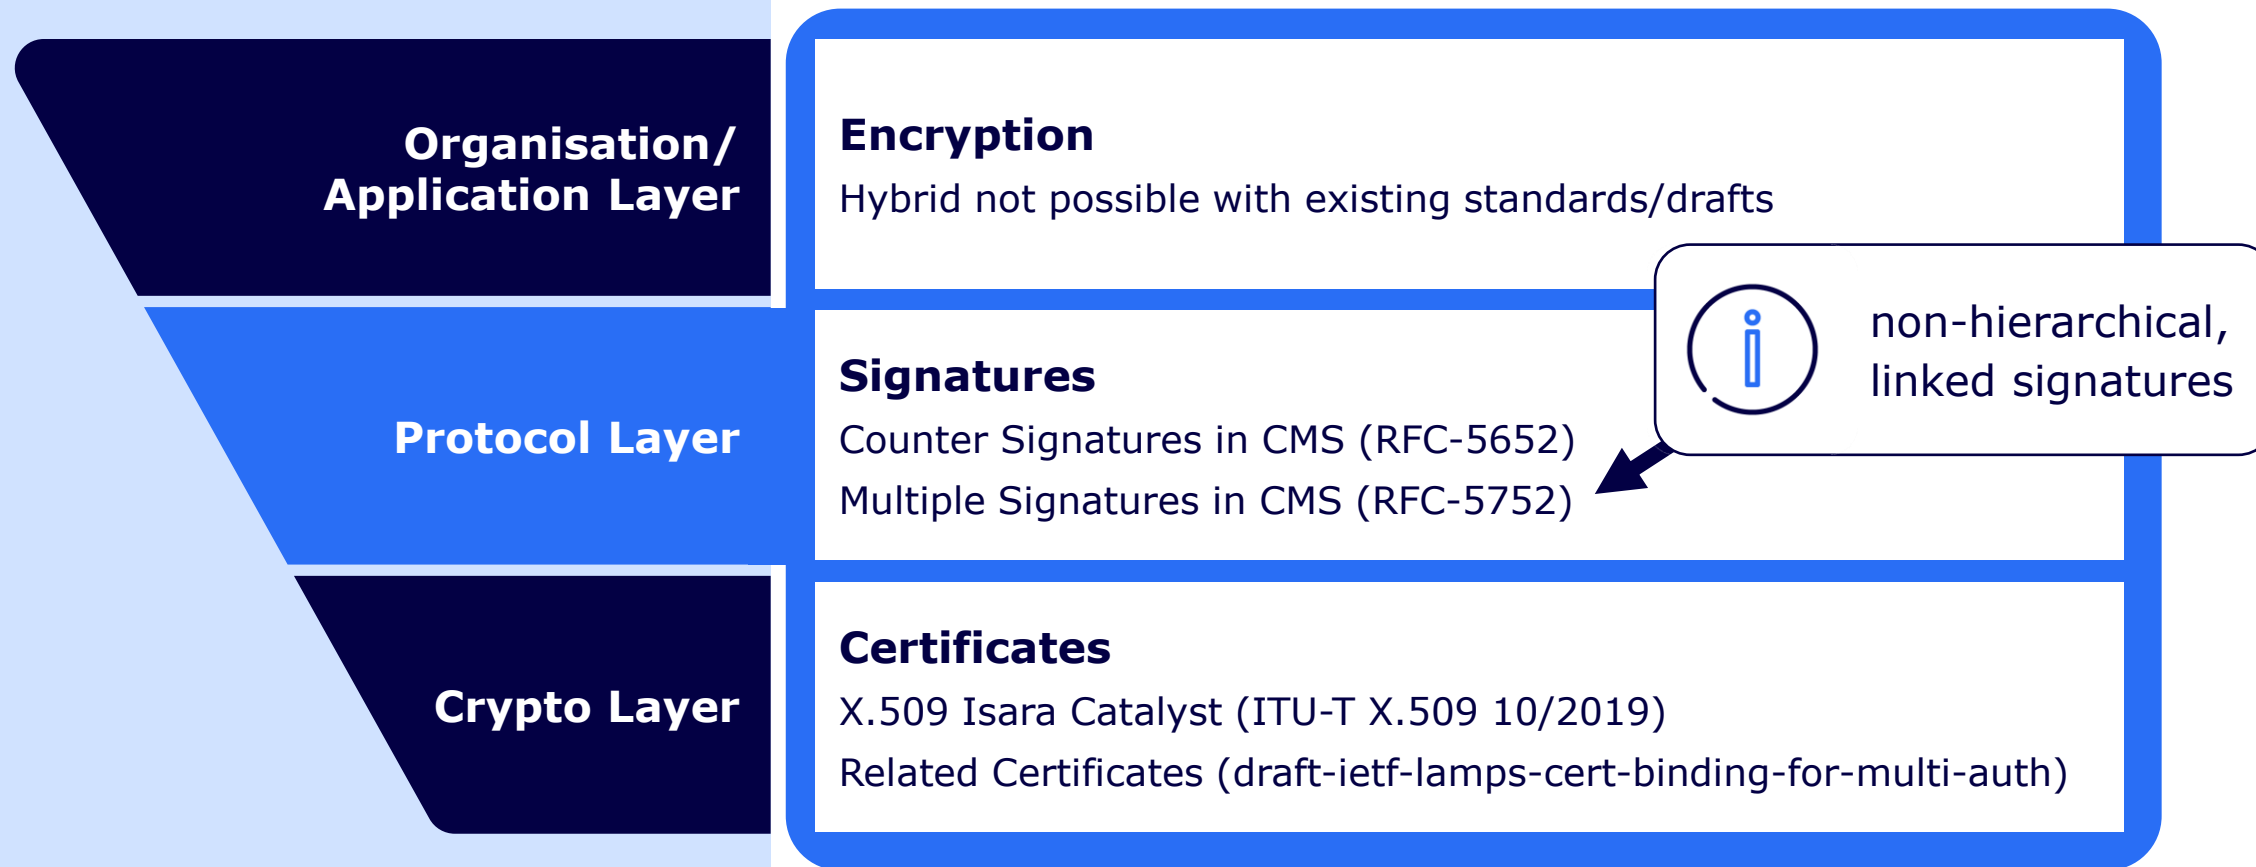 Organisation/
Application Layer
Encryption
Hybrid not possible with existing standards/drafts
non-hierarchical,
linked signatures
Protocol Layer
Signatures
Counter Signatures in CMS (RFC-5652)
Multiple Signatures in CMS (RFC-5752)
Crypto Layer
Certificates
X.509 Isara Catalyst (ITU-T X.509 10/2019)
Related Certificates (draft-ietf-lamps-cert-binding-for-multi-auth)